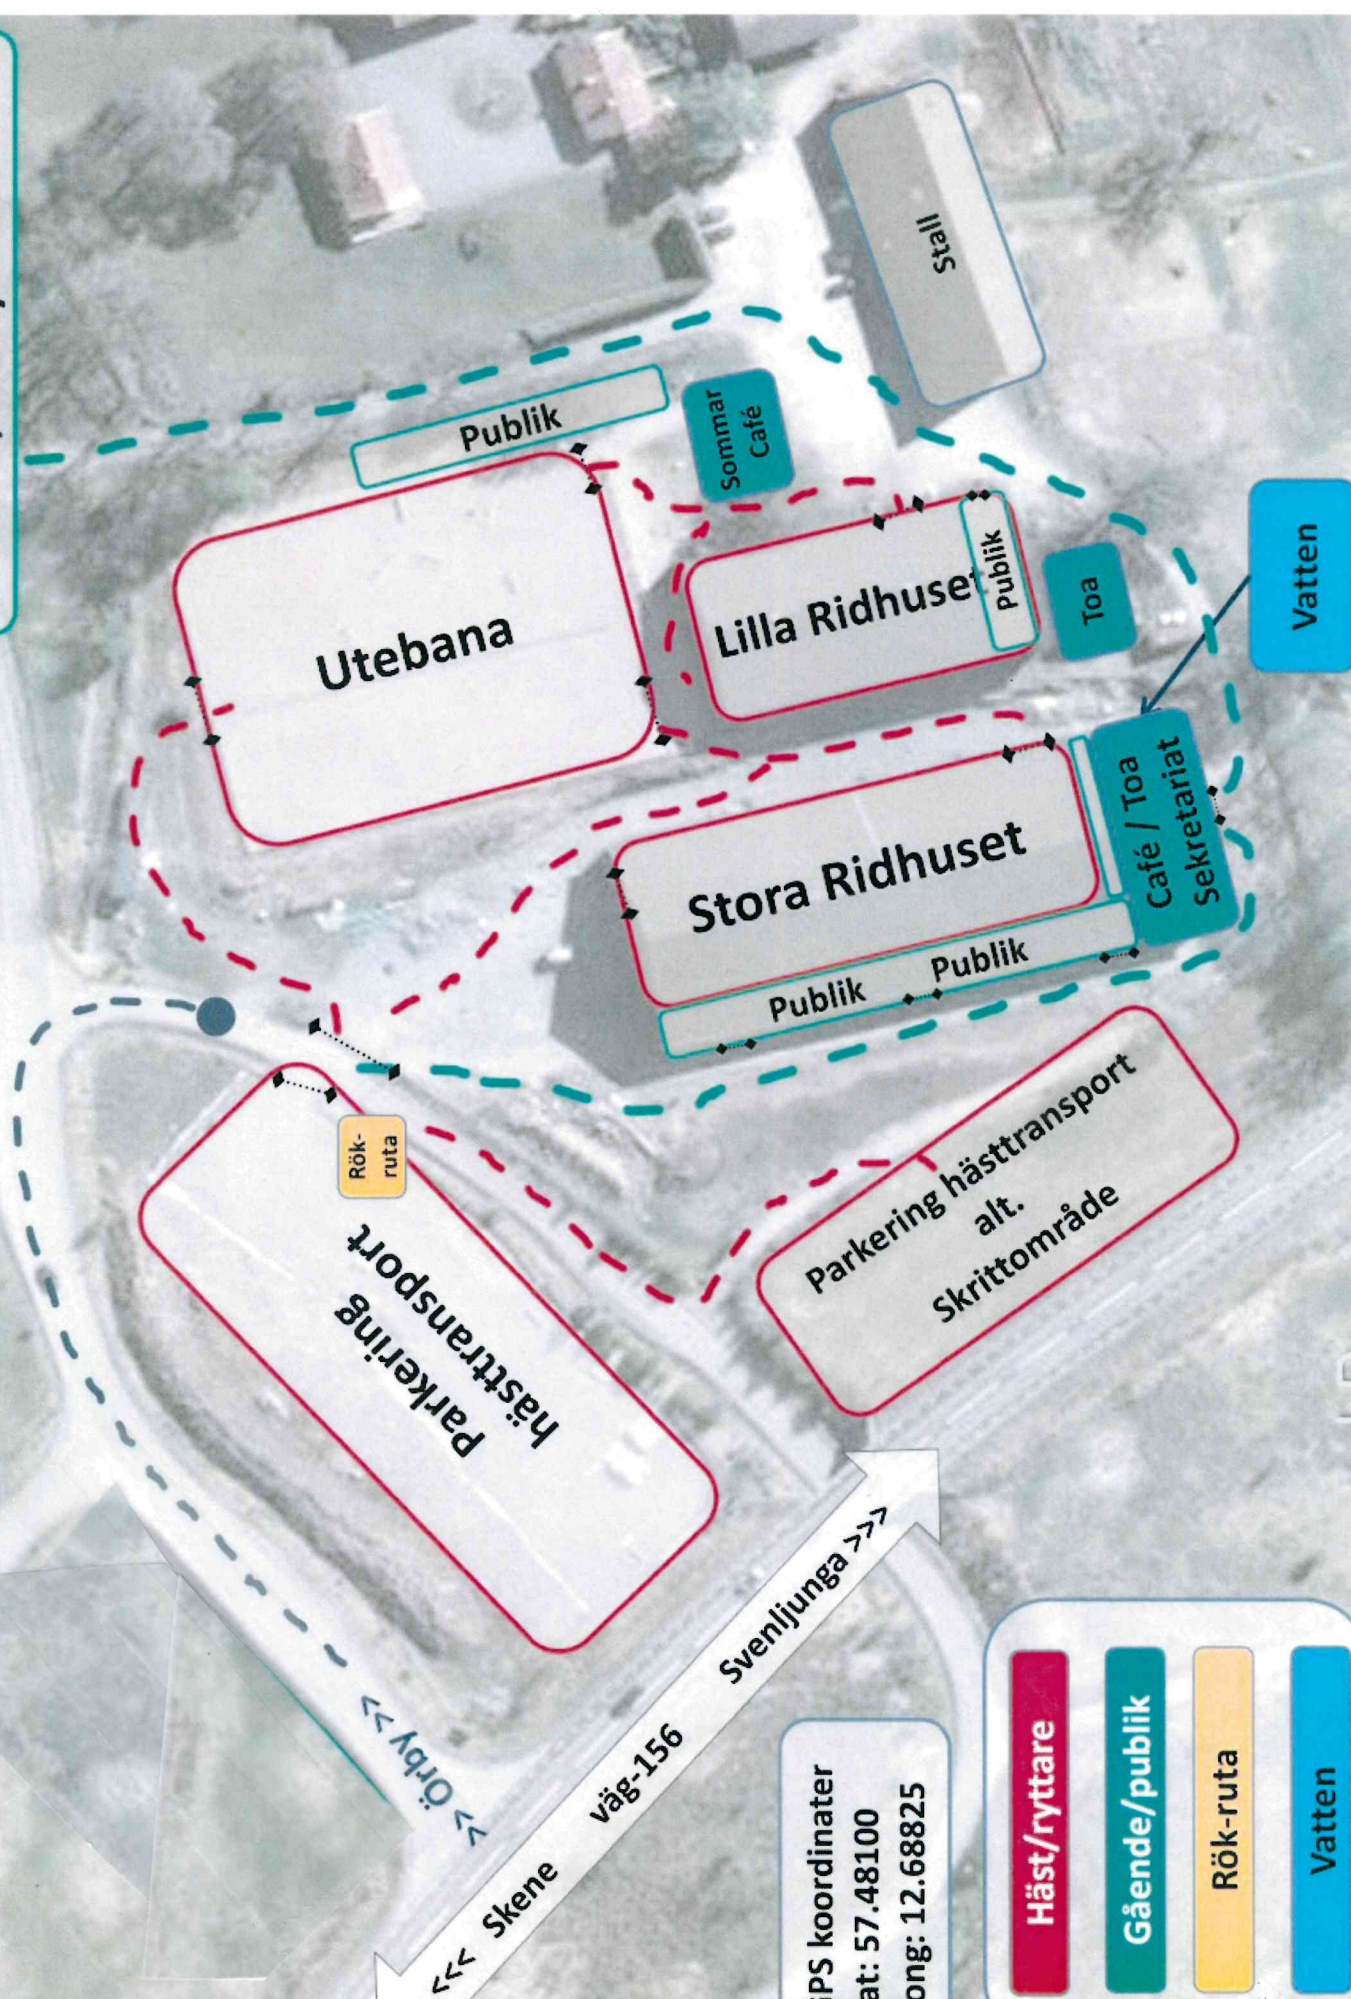 Publik
Utebana
Sommar
Café
Stall
Lilla Ridhuset
Publik
Toa
Vatten
Stora Ridhuset
Publik
Publik
Café / Toa
Sekretariat
Rök-
ruta
Parkering
hästtransport
Parkering hästtransport
alt.
Skrittområde
<< Örby >>
<<< Skene
väg-156
Svenljunga >>>
GPS koordinater
at: 57.48100
ong: 12.68825
Häst/ryttare
Gående/publik
Rök-ruta
Vatten